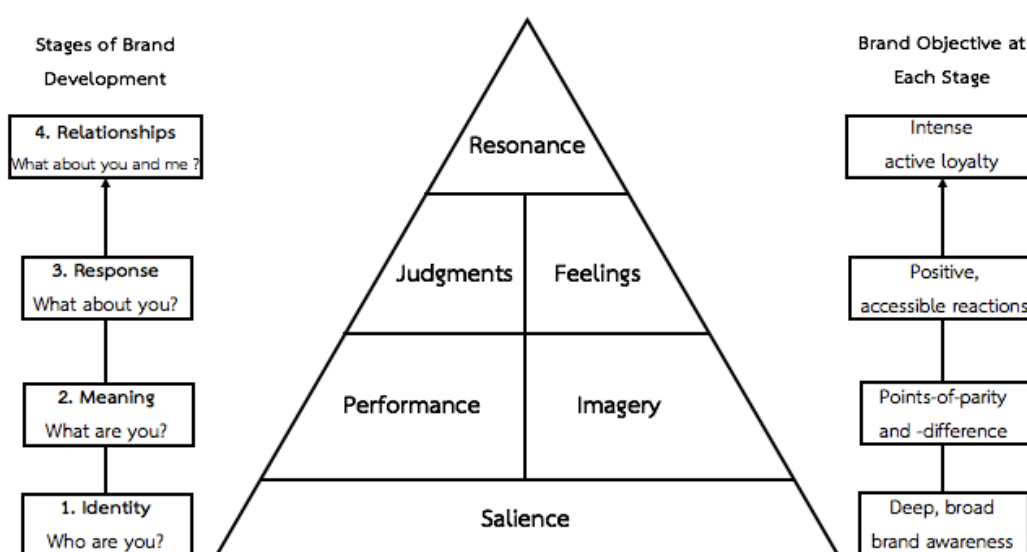 Stages of Brand
Development
Brand Objective at
Each Stage
4. Relationships
What about you and me ?
Resonance
Intense
active loyalty
3. Response
What about you?
Judgments
Feelings
Positive,
accessible reactions
2. Meaning
What are you?
Performance
Imagery
Points-of-parity
and -difference
1. Identity
Who are you?
Salience
Deep, broad
brand awareness